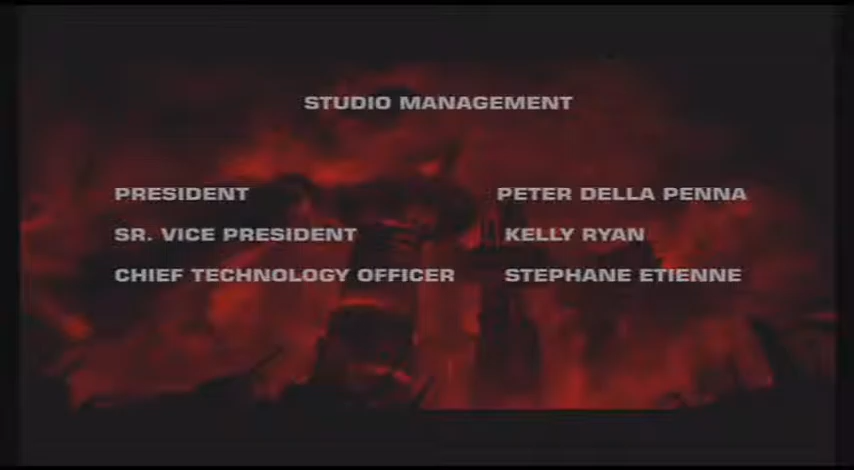 STUDIO MANAGEMENT
PRESIDENT PETER DELLA PENNA
SR. VICE PRESIDENT KELLY RYAN
CHIEF TECHNOLOGY OFFICER STEPHANE ETIENNE